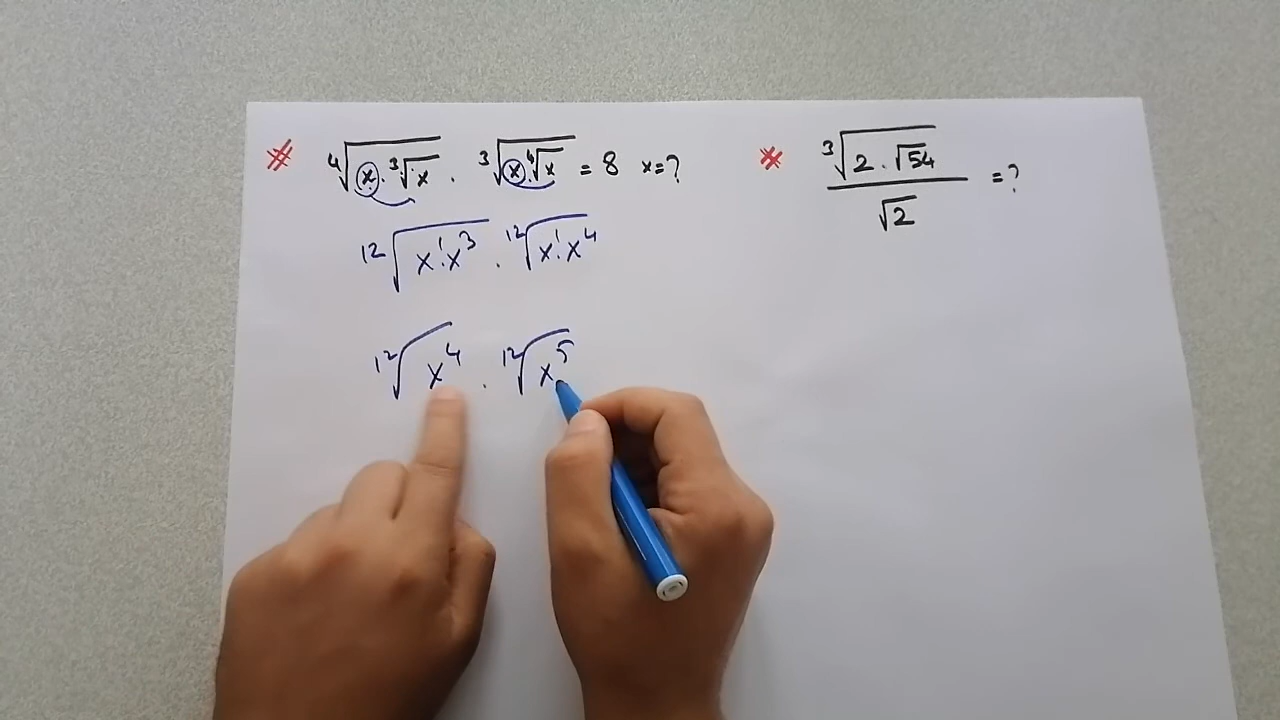 # ⁴√(x.³√x) . ³√(x.⁴√x) = 8 x=?
¹²√(x¹.x³) . ¹²√(x¹.x⁴)
¹²√(x⁴) . ¹²√(x⁵)
* ³√(2.√54) / √2 = ?